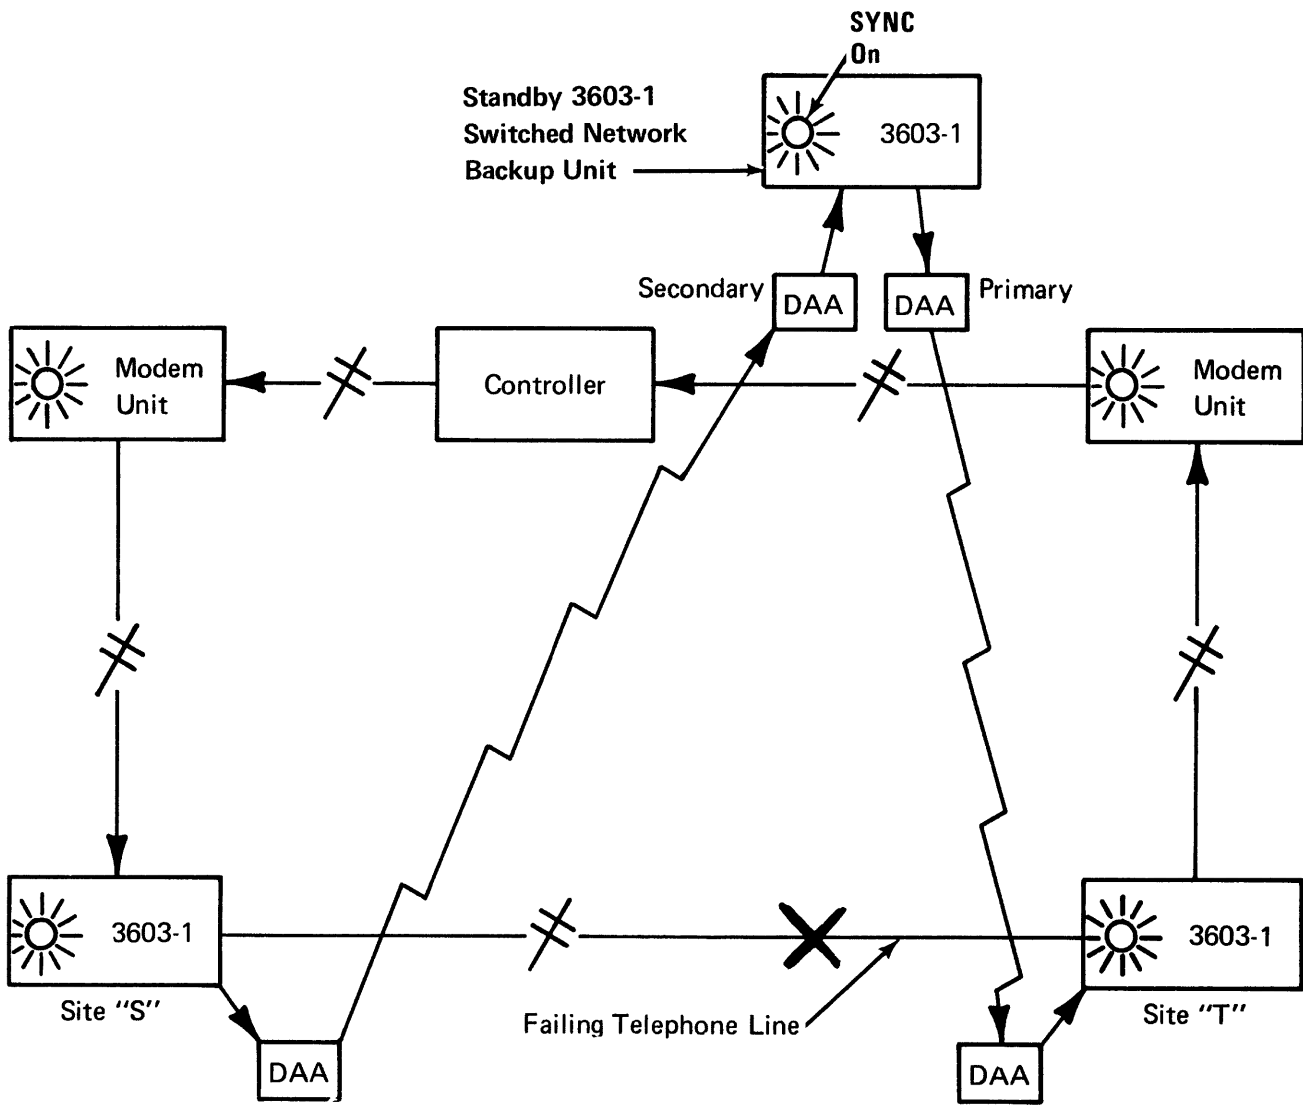 SYNC
On
Standby 3603-1
Switched Network
Backup Unit
3603-1
Secondary
DAA
DAA
Primary
Modem
Unit
Controller
Modem
Unit
3603-1
Site "S"
3603-1
Site "T"
Failing Telephone Line
DAA
DAA